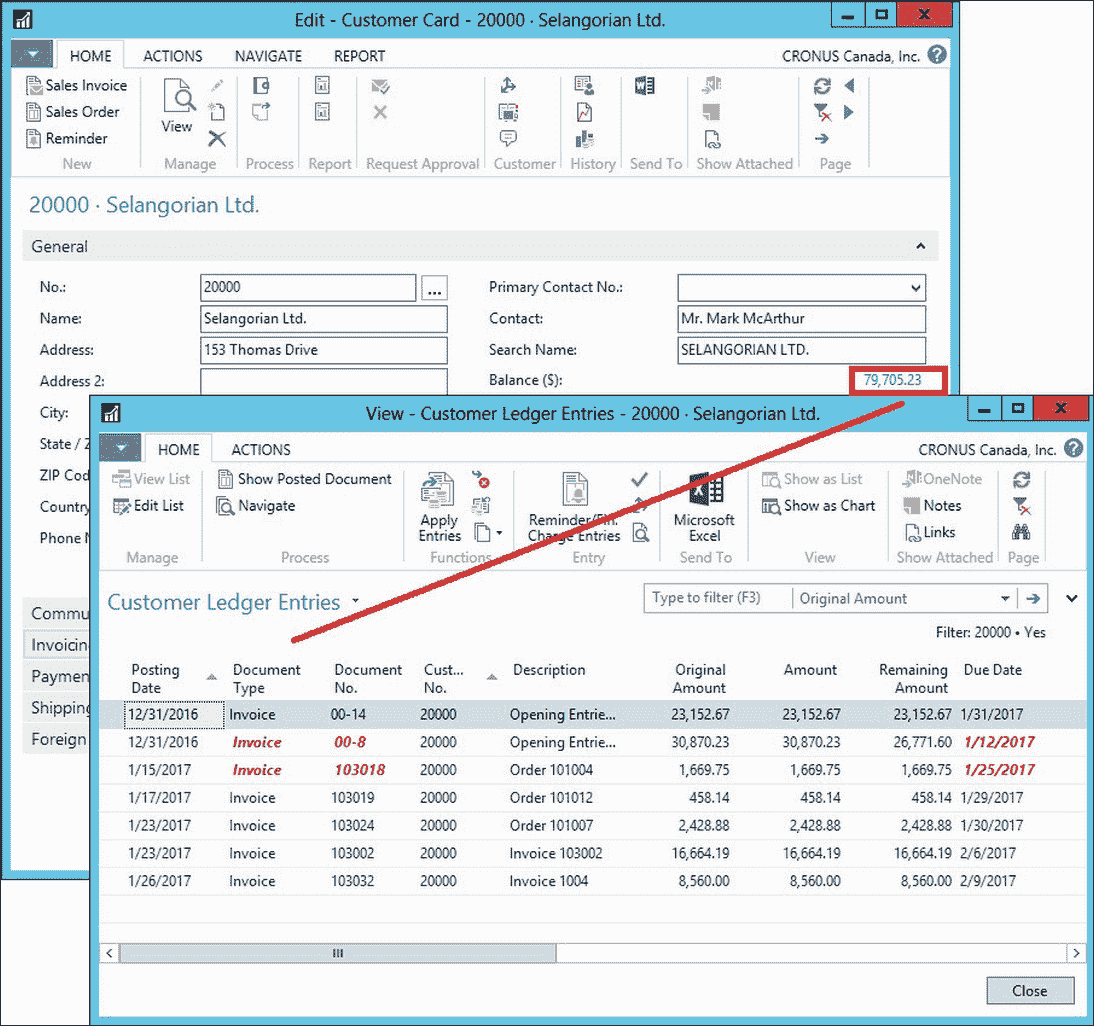 Edit - Customer Card - 20000 · Selangorian Ltd.
HOME ACTIONS NAVIGATE REPORT CRONUS Canada, Inc.
Sales Invoice
Sales Order
Reminder
View
New Manage Process Report Request Approval Customer History Send To Show Attached Page
20000 · Selangorian Ltd.
General
No.: 20000 ... Primary Contact No.:
Name: Selangorian Ltd. Contact: Mr. Mark McArthur
Address: 153 Thomas Drive Search Name: SELANGORIAN LTD.
Address 2: Balance ($): 79,705.23
City:
State / Z
ZIP Cod
Country
Phone N
Commu
Invoicin
Paymen
Shipping
Foreign
View - Customer Ledger Entries - 20000 · Selangorian Ltd.
HOME ACTIONS CRONUS Canada, Inc.
View List Show Posted Document Show as List OneNote
Edit List Navigate Show as Chart Notes
Links
Apply Entries
Reminder/Fin. Charge Entries
Microsoft Excel
Manage Process Functions Entry Send To View Show Attached Page
Customer Ledger Entries
Type to filter (F3) Original Amount
Filter: 20000 • Yes
Posting Date Document Type Document No. Cust... No. Description Original Amount Amount Remaining Amount Due Date
12/31/2016 Invoice 00-14 20000 Opening Entrie... 23,152.67 23,152.67 23,152.67 1/31/2017
12/31/2016 Invoice 00-8 20000 Opening Entrie... 30,870.23 30,870.23 26,771.60 1/12/2017
1/15/2017 Invoice 103018 20000 Order 101004 1,669.75 1,669.75 1,669.75 1/25/2017
1/17/2017 Invoice 103019 20000 Order 101012 458.14 458.14 458.14 1/29/2017
1/23/2017 Invoice 103024 20000 Order 101007 2,428.88 2,428.88 2,428.88 1/30/2017
1/23/2017 Invoice 103002 20000 Invoice 103002 16,664.19 16,664.19 16,664.19 2/6/2017
1/26/2017 Invoice 103032 20000 Invoice 1004 8,560.00 8,560.00 8,560.00 2/9/2017
Close